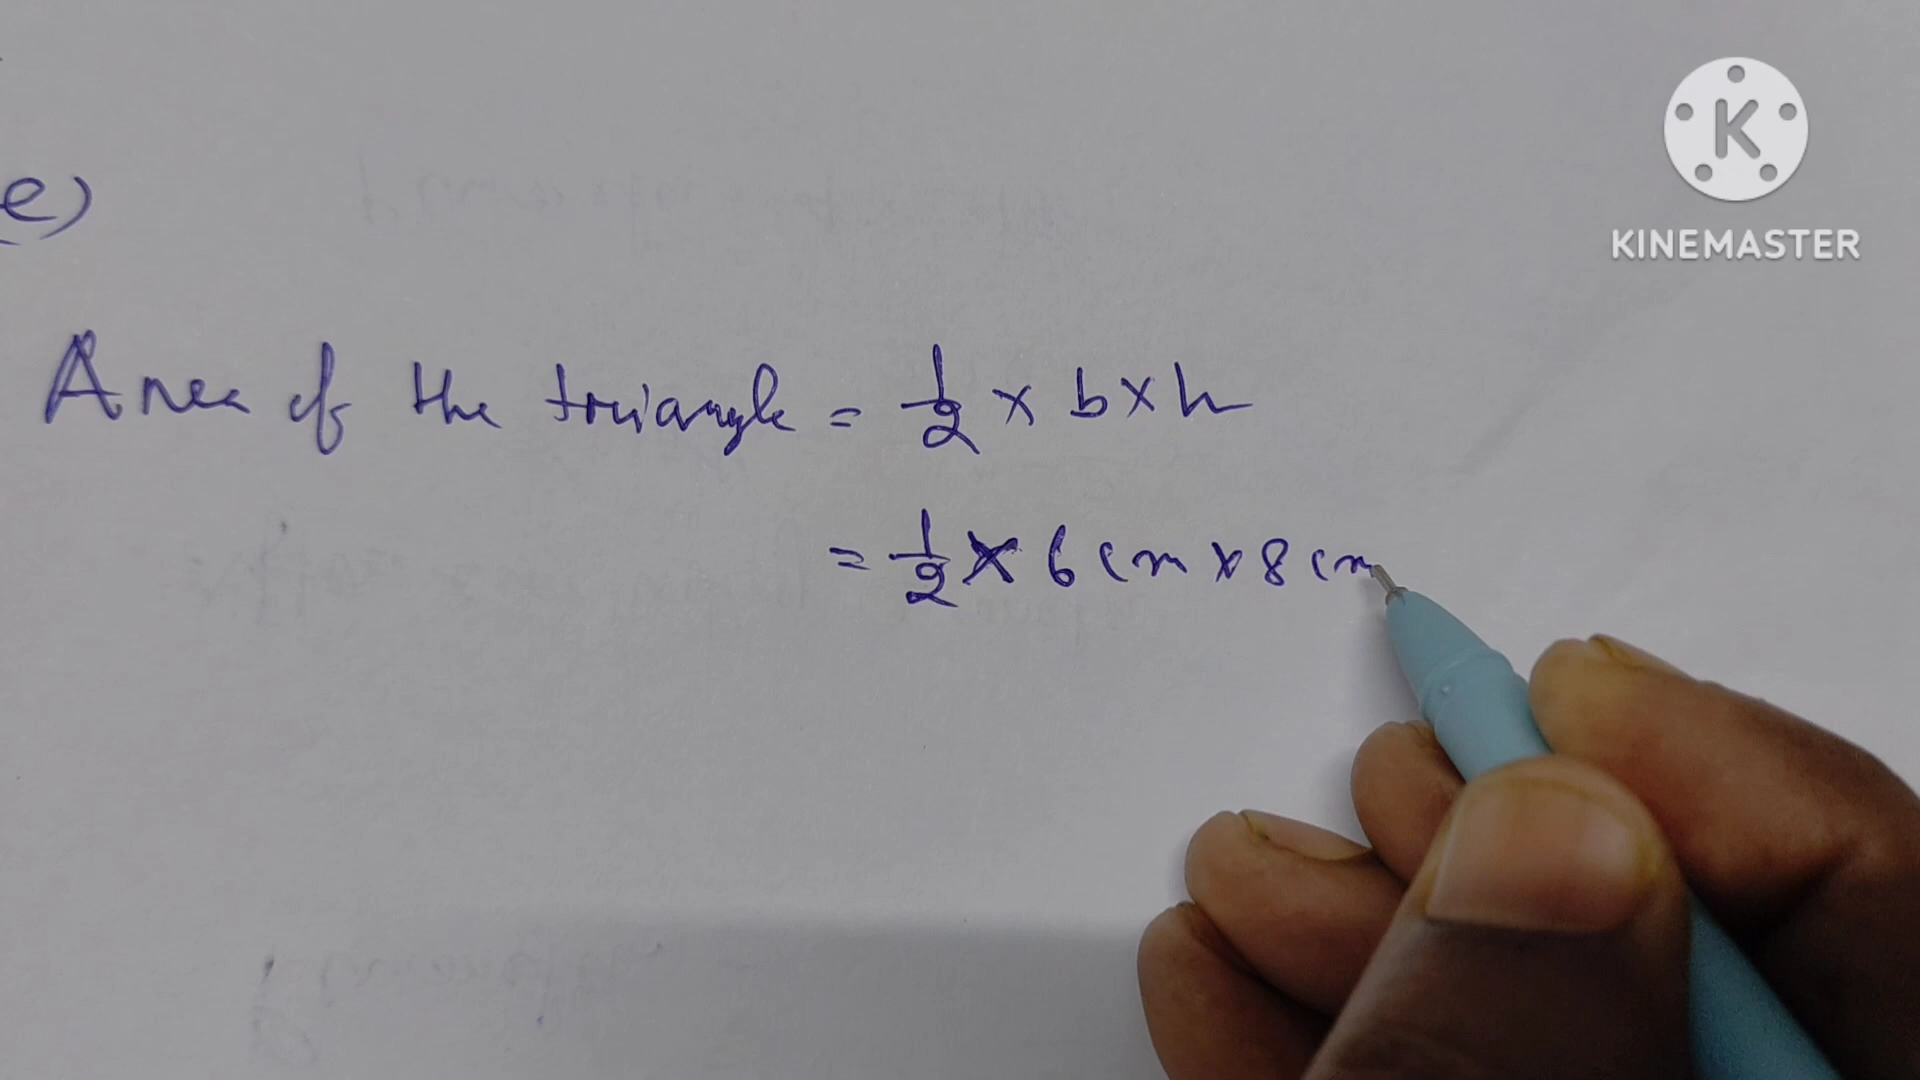 K
KINEMASTER
e)
Area of the triangle = 1/2 × b × h
= 1/2 × 6 cm × 8 cm